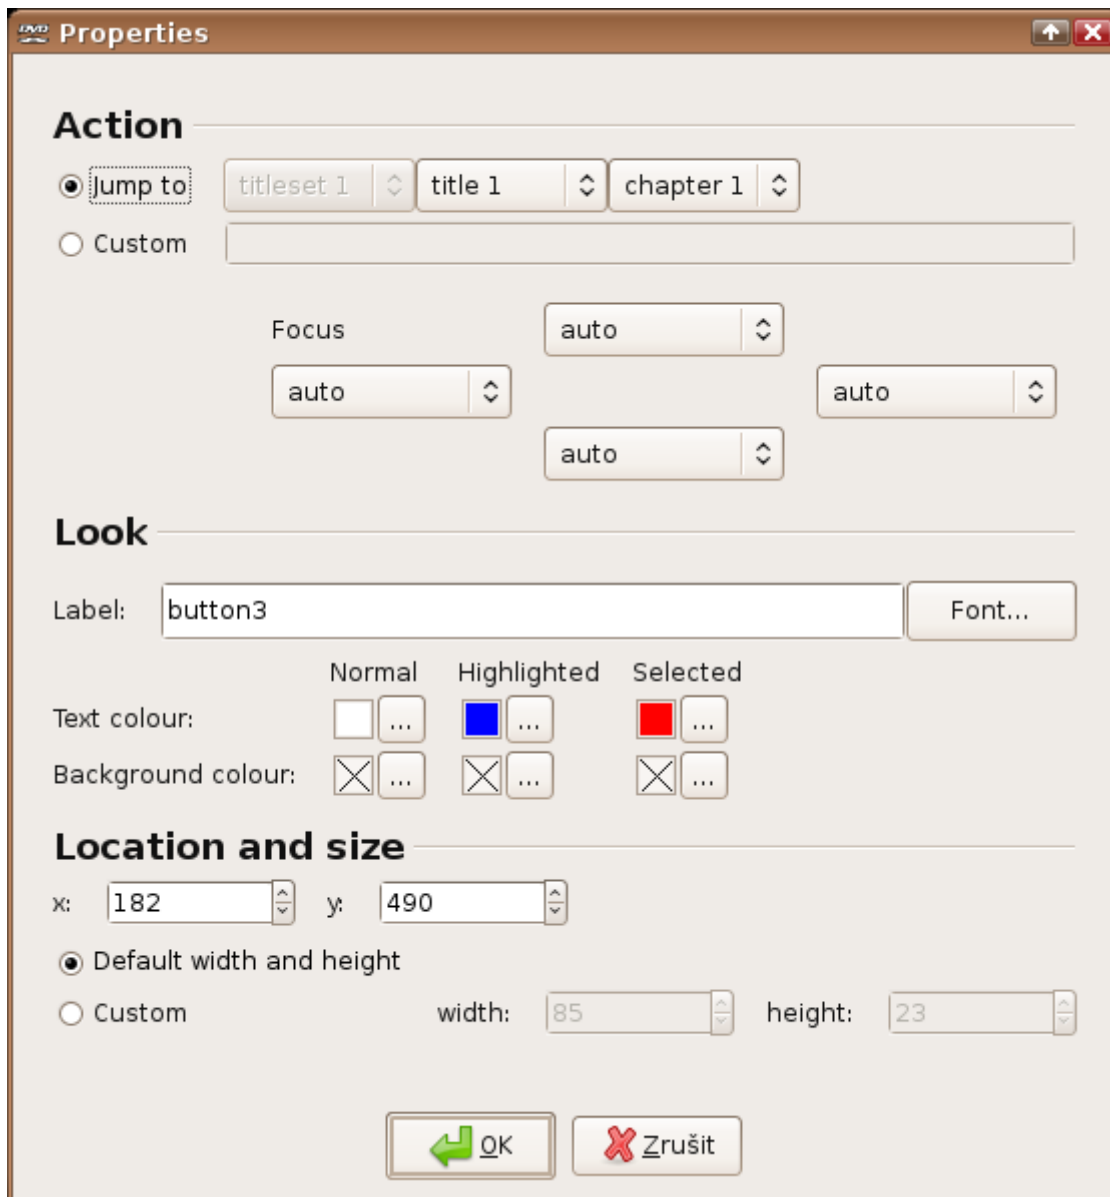 DVD Properties
Action
Jump to titleset 1 title 1 chapter 1
Custom
Focus auto
auto auto
auto
Look
Label: button3 Font...
Normal Highlighted Selected
Text colour: ... ... ...
Background colour: ... ... ...
Location and size
x: 182 y: 490
Default width and height
Custom width: 85 height: 23
OK Zrušit